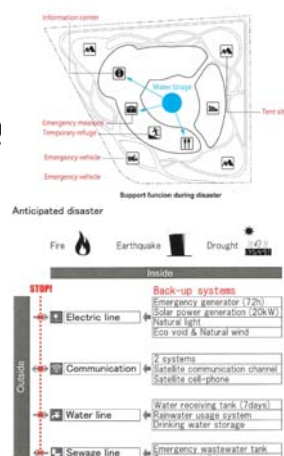 Information center
Water Storage
Emergency measure
Temporary refuge
Tent sit
Emergency vehicle
Emergency vehicle
Support funcion during disaster
Anticipated disaster
Fire
Earthquake
Drought
Inside
STOP!
Back-up systems
Outside
Electric line
Emergency generator (72h)
Solar power generation (20kW)
Natural light
Eco void & Natural wind
Communication
2 systems
Satellite communication channel
Satellite cell-phone
Water line
Water receiving tank (7days)
Rainwater usage system
Drinking water storage
Sewage line
Emergency wastewater tank